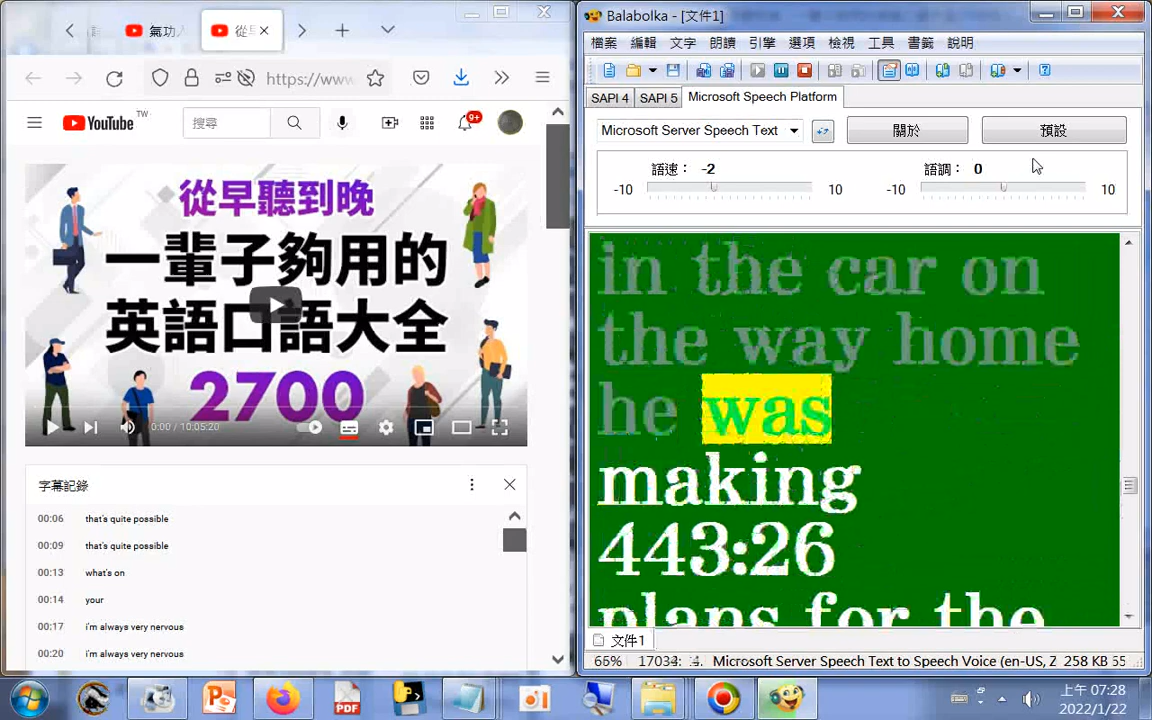 氣功
從
https://www
YouTube TW
搜尋
9+
從早聽到晚
一輩子夠用的
英語口語大全
2700
0:00 / 10:05:20
字幕記錄
00:06 that's quite possible
00:09 that's quite possible
00:13 what's on
00:14 your
00:17 i'm always very nervous
00:20 i'm always very nervous
Balabolka - [文件1]
檔案 編輯 文字 朗讀 引擎 選項 檢視 工具 書籤 說明
SAPI 4 SAPI 5 Microsoft Speech Platform
Microsoft Server Speech Text 關於 預設
語速: -2 語調: 0
-10 10 -10 10
in the car on
the way home
he was
making
443:26
plans for the
文件1
66% Microsoft Server Speech Text to Speech Voice (en-US, Z 258 KB 55
PDF
上午 07:28
2022/1/22